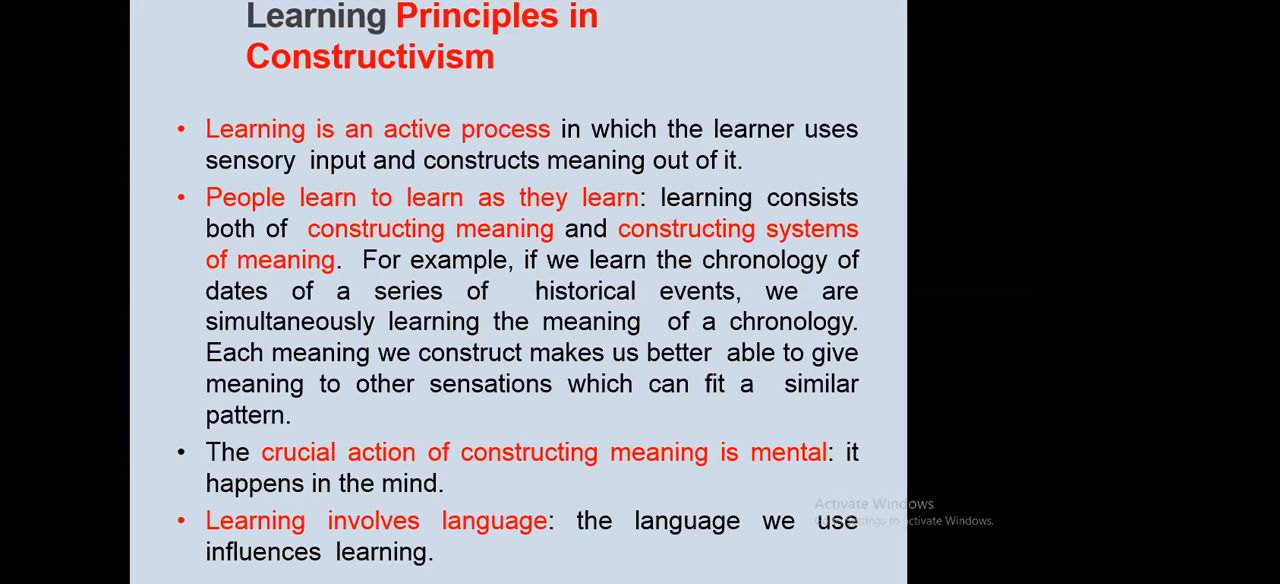 Learning Principles in
Constructivism
• Learning is an active process in which the learner uses
sensory input and constructs meaning out of it.
• People learn to learn as they learn: learning consists
both of constructing meaning and constructing systems
of meaning. For example, if we learn the chronology of
dates of a series of historical events, we are
simultaneously learning the meaning of a chronology.
Each meaning we construct makes us better able to give
meaning to other sensations which can fit a similar
pattern.
• The crucial action of constructing meaning is mental: it
happens in the mind.
Activate Windows
• Learning involves language: the language we use
to activate Windows.
influences learning.